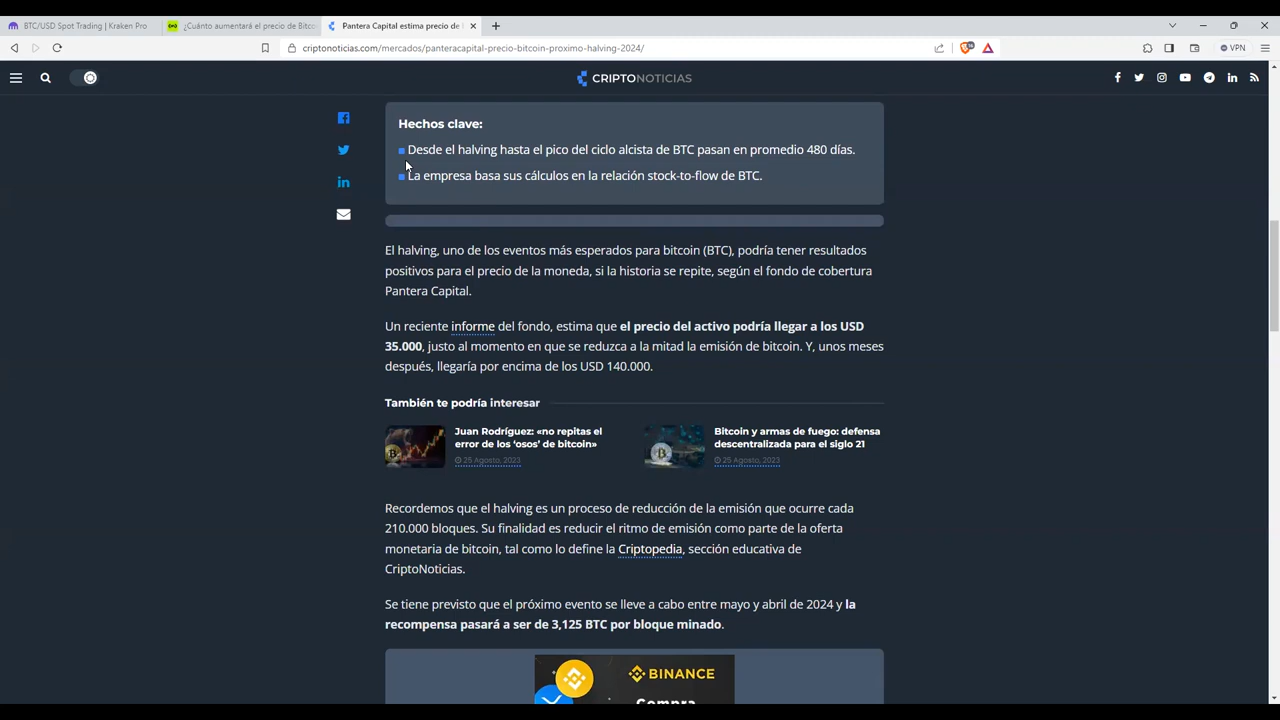 BTC/USD Spot Trading | Kraken Pro
¿Cuánto aumentará el precio de Bitco
Pantera Capital estima precio de
criptonoticias.com/mercados/panteracapital-precio-bitcoin-proximo-halving-2024/
VPN
CRIPTONOTICIAS
Hechos clave:
Desde el halving hasta el pico del ciclo alcista de BTC pasan en promedio 480 días.
La empresa basa sus cálculos en la relación stock-to-flow de BTC.
El halving, uno de los eventos más esperados para bitcoin (BTC), podría tener resultados
positivos para el precio de la moneda, si la historia se repite, según el fondo de cobertura
Pantera Capital.
Un reciente informe del fondo, estima que el precio del activo podría llegar a los USD
35.000, justo al momento en que se reduzca a la mitad la emisión de bitcoin. Y, unos meses
después, llegaría por encima de los USD 140.000.
También te podría interesar
Juan Rodríguez: «no repitas el
error de los ‘osos’ de bitcoin»
25 Agosto, 2023
Bitcoin y armas de fuego: defensa
descentralizada para el siglo 21
25 Agosto, 2023
Recordemos que el halving es un proceso de reducción de la emisión que ocurre cada
210.000 bloques. Su finalidad es reducir el ritmo de emisión como parte de la oferta
monetaria de bitcoin, tal como lo define la Criptopedia, sección educativa de
CriptoNoticias.
Se tiene previsto que el próximo evento se lleve a cabo entre mayo y abril de 2024 y la
recompensa pasará a ser de 3,125 BTC por bloque minado.
BINANCE
Compra